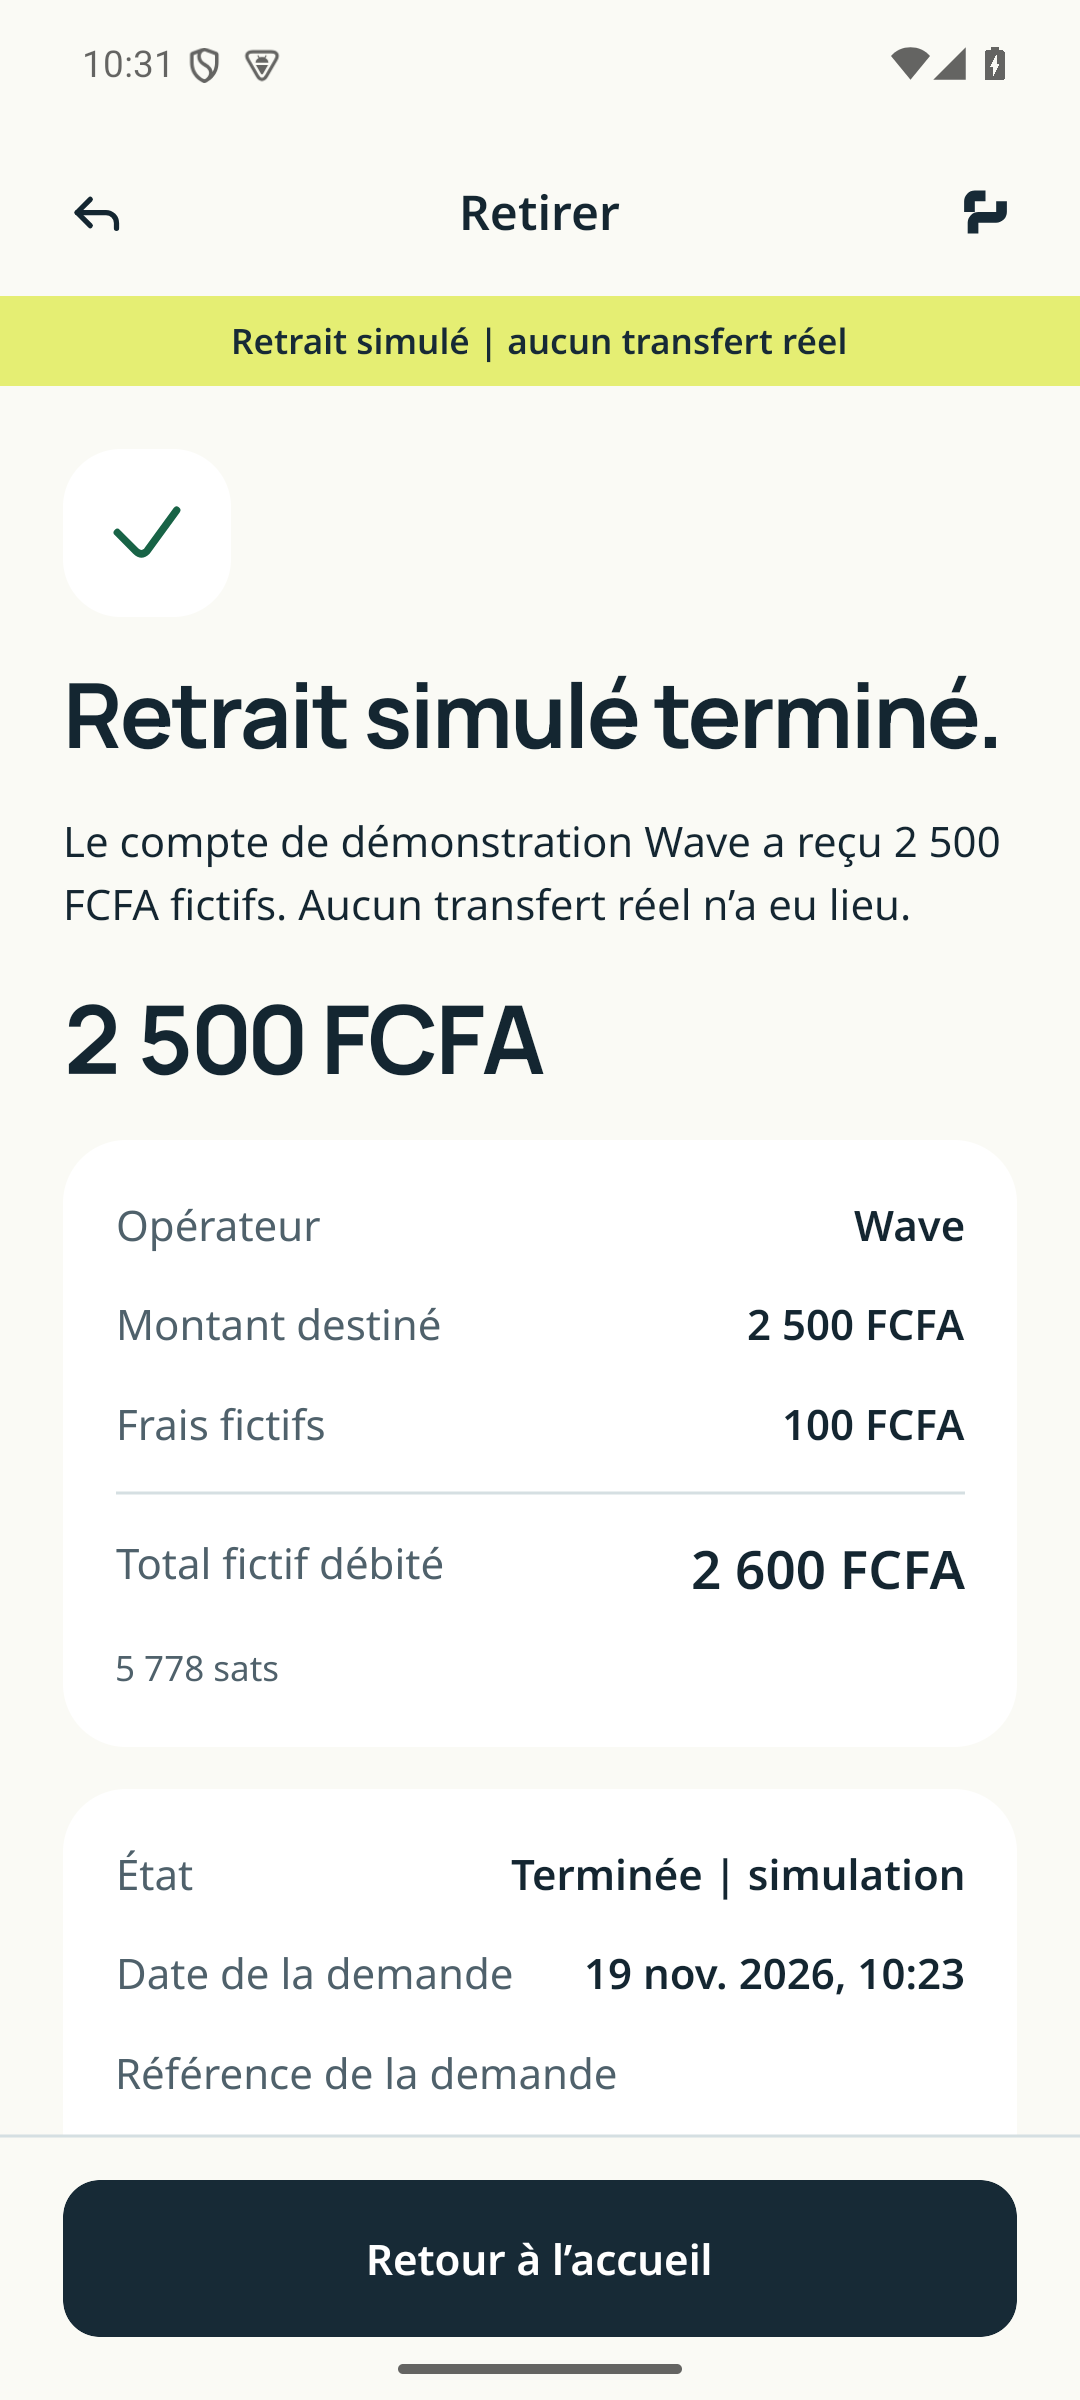 10:31
Retirer
Retrait simulé | aucun transfert réel
Retrait simulé terminé.
Le compte de démonstration Wave a reçu 2 500
FCFA fictifs. Aucun transfert réel n’a eu lieu.
2 500 FCFA
Opérateur Wave
Montant destiné 2 500 FCFA
Frais fictifs 100 FCFA
Total fictif débité 2 600 FCFA
5 778 sats
État Terminée | simulation
Date de la demande 19 nov. 2026, 10:23
Référence de la demande
Retour à l’accueil